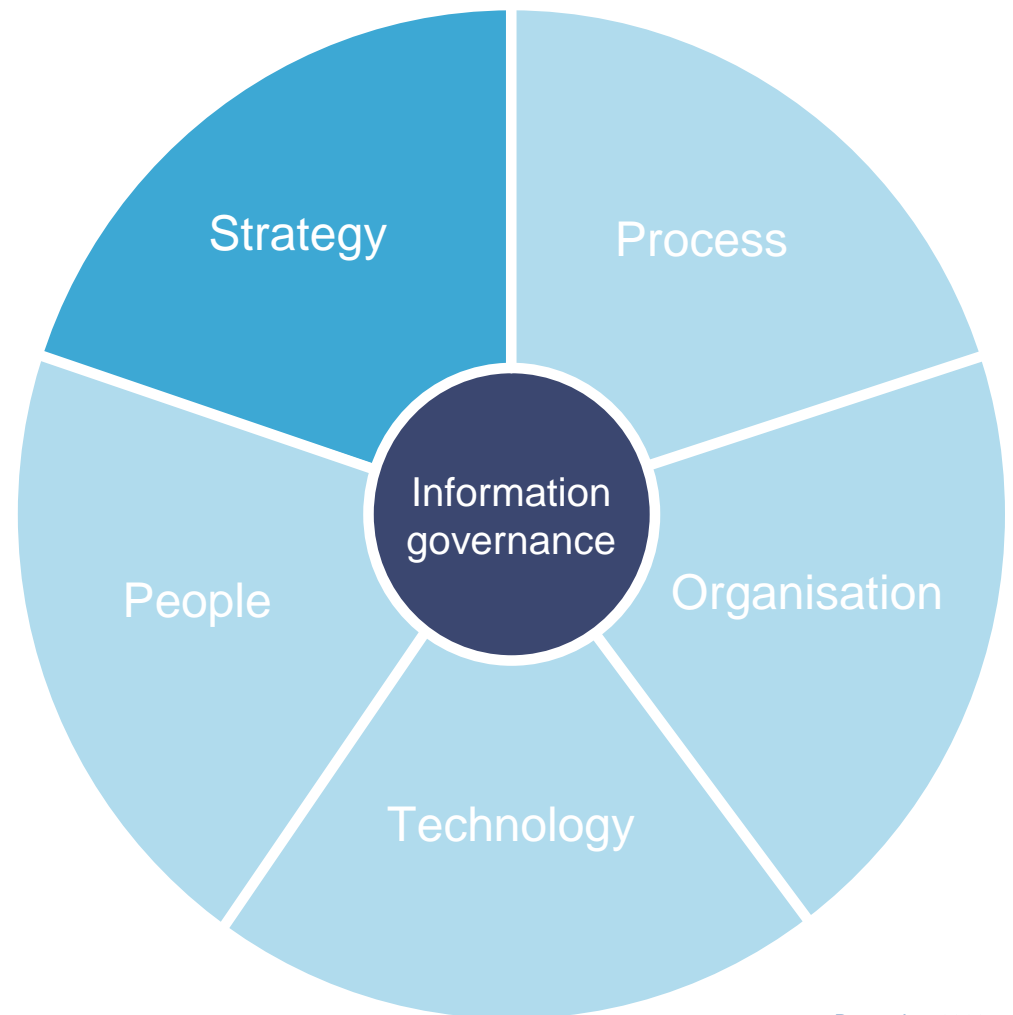 Strategy
Process
Information
governance
People
Organisation
Technology